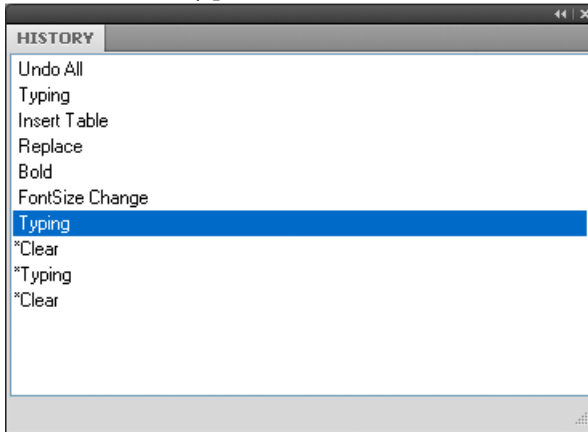 HISTORY
Undo All
Typing
Insert Table
Replace
Bold
FontSize Change
Typing
*Clear
*Typing
*Clear